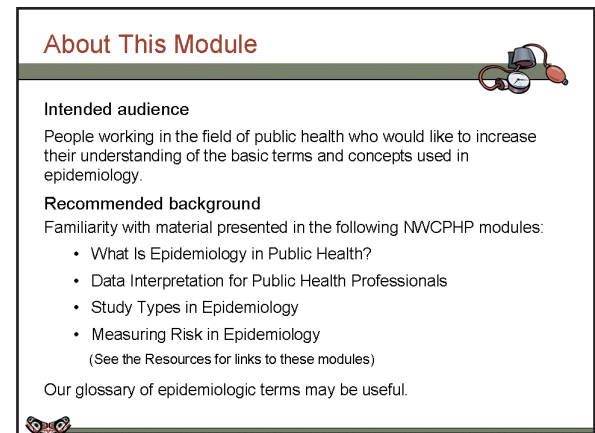 About This Module
Intended audience
People working in the field of public health who would like to increase
their understanding of the basic terms and concepts used in
epidemiology.
Recommended background
Familiarity with material presented in the following NWCPHP modules:
• What Is Epidemiology in Public Health?
• Data Interpretation for Public Health Professionals
• Study Types in Epidemiology
• Measuring Risk in Epidemiology
(See the Resources for links to these modules)
Our glossary of epidemiologic terms may be useful.